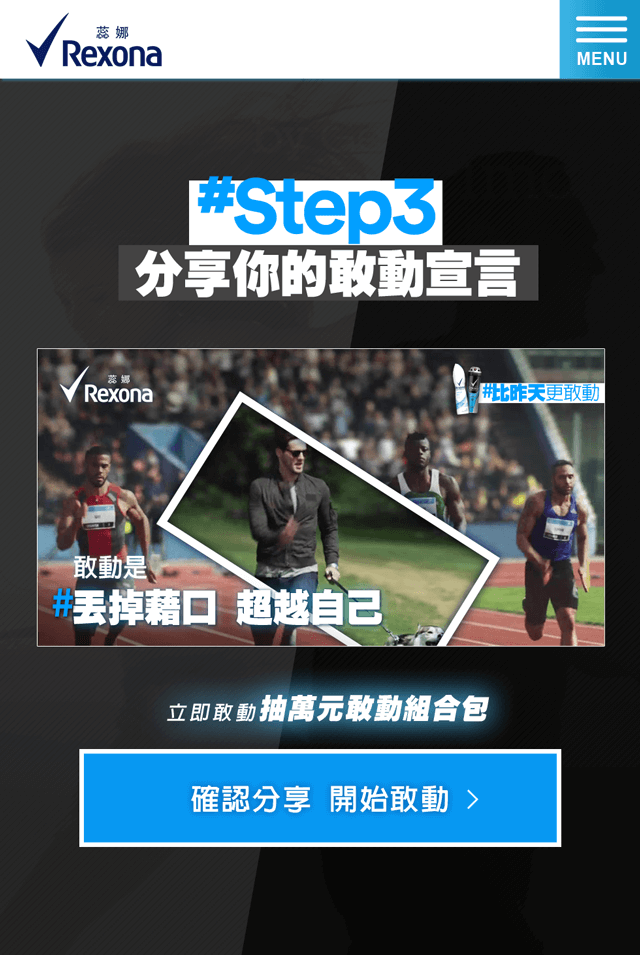 蕊娜
Rexona
MENU
#Step3
分享你的敢動宣言
蕊娜
Rexona
#比昨天更敢動
敢動是
#丟掉藉口 超越自己
立即敢動抽萬元敢動組合包
確認分享 開始敢動 >